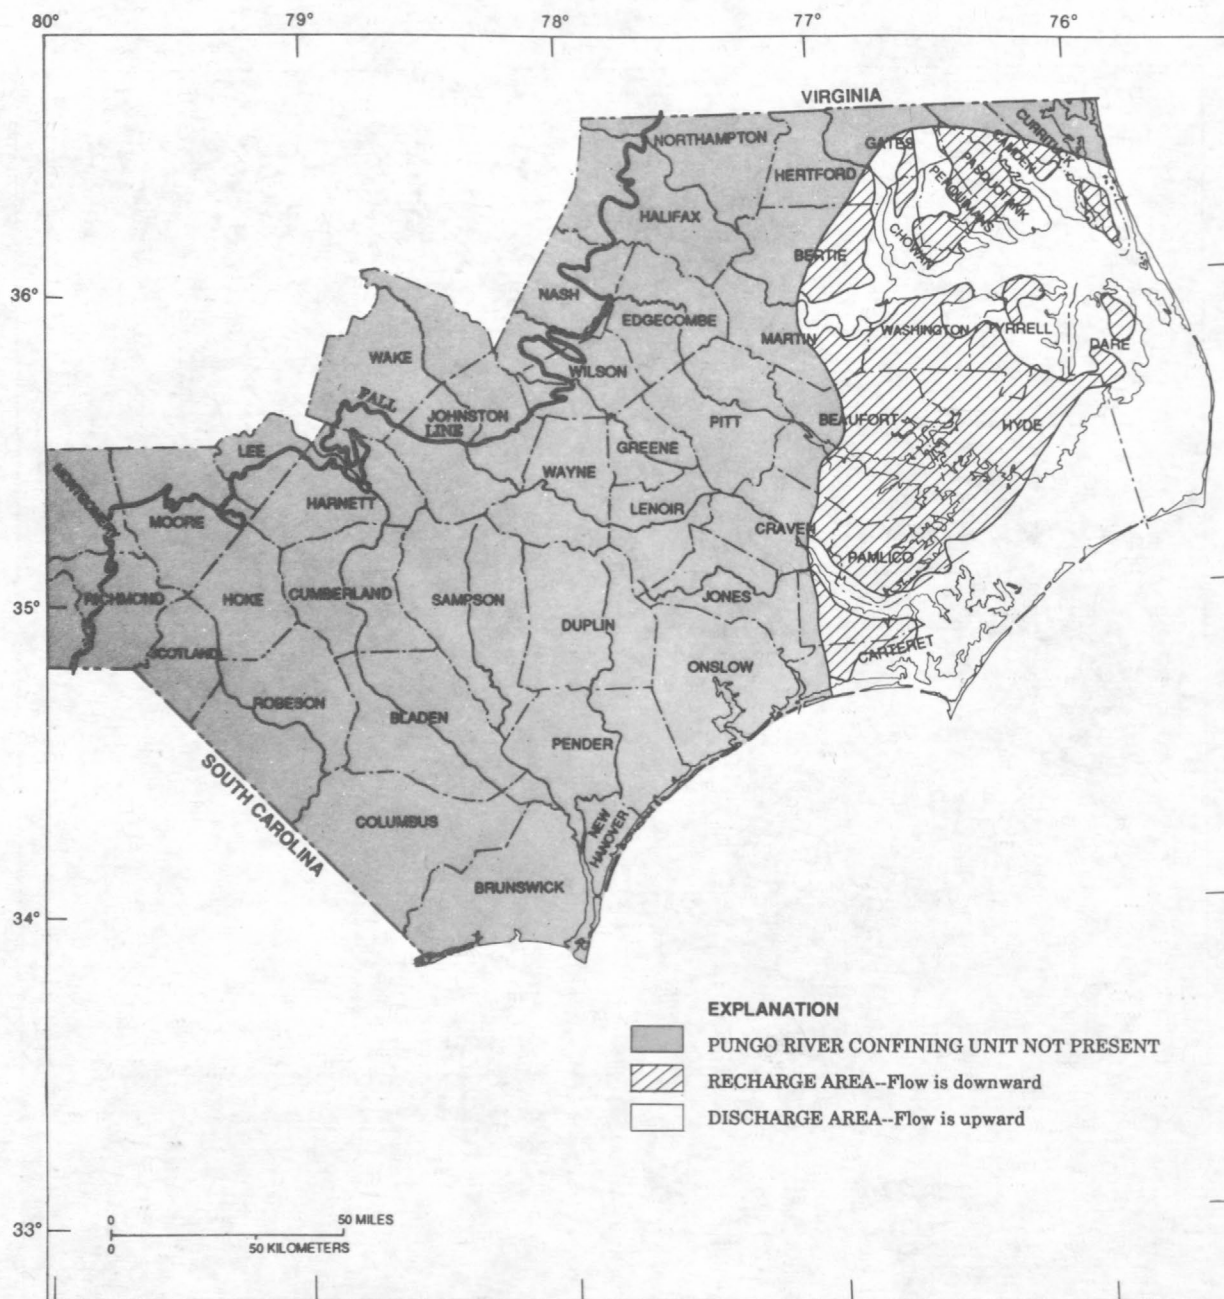 80° 79° 78° 77° 76°
VIRGINIA
NORTHAMPTON
GATES
CURRITUCK
CAMDEN
PASQUOTANK
PERQUIMANS
HERTFORD
HALIFAX
CHOWAN
BERTIE
36°
NASH
EDGECOMBE
MARTIN
WASHINGTON
TYRRELL
DARE
WAKE
WILSON
FALL
LINE
JOHNSTON
PITT
BEAUFORT
HYDE
LEE
GREENE
WAYNE
MONTGOMERY
MOORE
HARNETT
LENOIR
CRAVEN
PAMLICO
35°
RICHMOND
HOKE
CUMBERLAND
SAMPSON
JONES
DUPLIN
SCOTLAND
CARTERET
ONSLOW
ROBESON
BLADEN
PENDER
SOUTH CAROLINA
COLUMBUS
NEW
HANOVER
BRUNSWICK
34°
EXPLANATION
PUNGO RIVER CONFINING UNIT NOT PRESENT
RECHARGE AREA--Flow is downward
DISCHARGE AREA--Flow is upward
33°
0 50 MILES
0 50 KILOMETERS